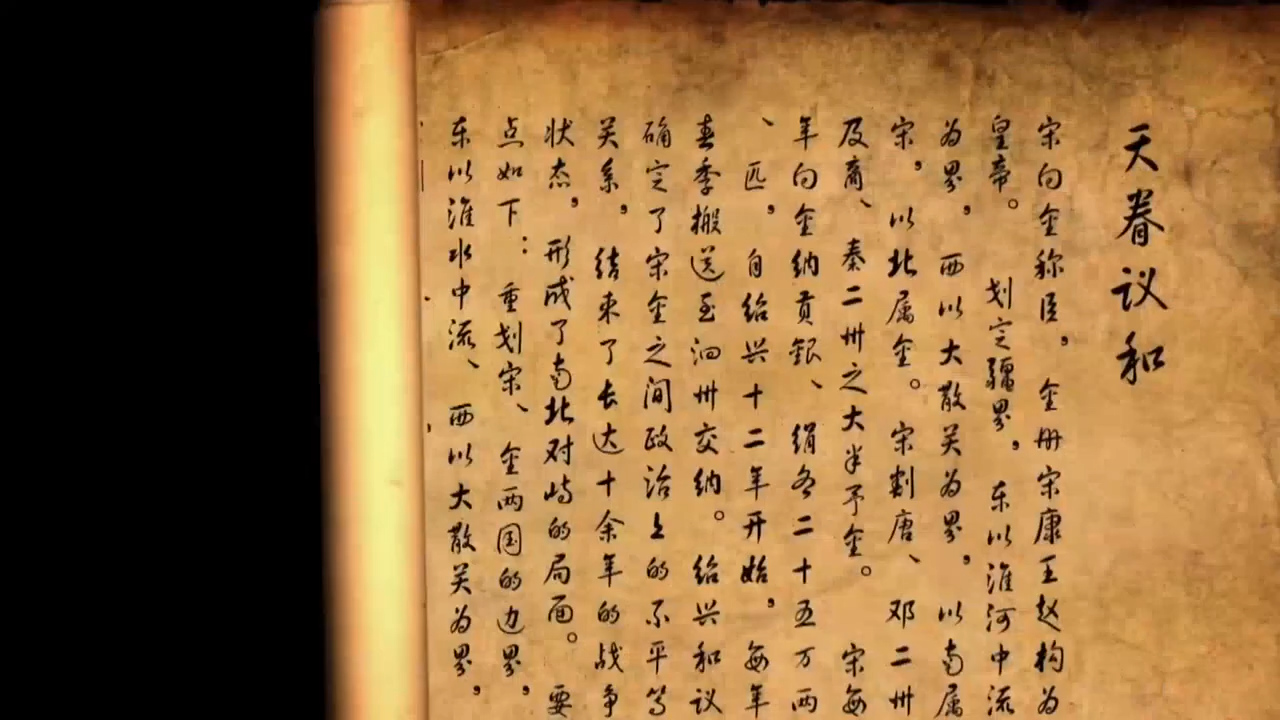 天眷议和
宋向金称臣，金册宋康王赵构为
皇帝。划定疆界，东以淮河中流
为界，西以大散关为界，以南属
宋，以北属金。宋割唐、邓二州
及商、秦二州之大半予金。宋每
年向金纳贡银、绢各二十五万两
、匹，自绍兴十二年开始，每年
春季搬送至泗州交纳。绍兴和议
确定了宋金之间政治上的不平等
关系，结束了长达十余年的战争
状态，形成了南北对峙的局面。要
点如下：重划宋、金两国的边界，
东以淮水中流、西以大散关为界，